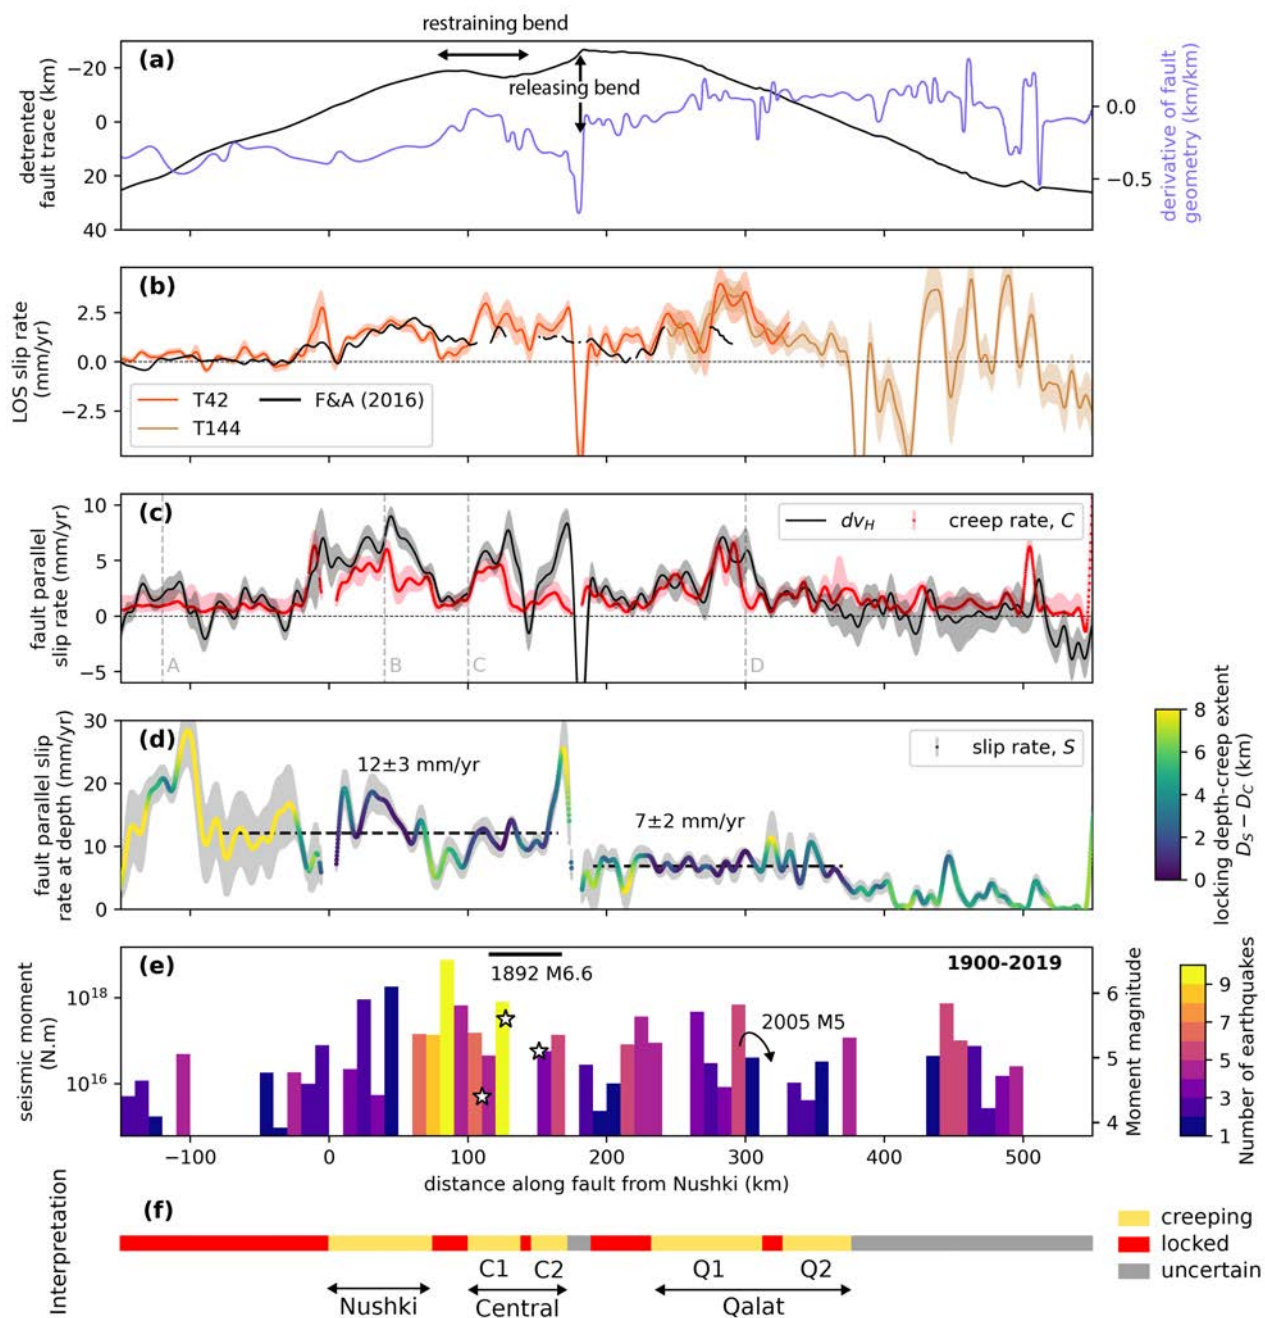 restraining bend
(a)
−20
0
20
40
detrented
fault trace (km)
releasing bend
0.0
−0.5
derivative of fault
geometry (km/km)
(b)
2.5
0.0
−2.5
LOS slip rate
(mm/yr)
T42
T144
F&A (2016)
(c)
10
5
0
−5
fault parallel
slip rate (mm/yr)
dv_H
creep rate, C
A
B
C
D
(d)
30
20
10
0
fault parallel slip
rate at depth (mm/yr)
12±3 mm/yr
7±2 mm/yr
slip rate, S
8
6
4
2
0
locking depth-creep extent
D_S − D_C (km)
(e)
10^18
10^16
seismic moment
(N.m)
1892 M6.6
1900-2019
2005 M5
6
5
4
Moment magnitude
9
7
5
3
1
Number of earthquakes
−100
0
100
200
300
400
500
distance along fault from Nushki (km)
(f)
Interpretation
C1
C2
Q1
Q2
Nushki
Central
Qalat
creeping
locked
uncertain